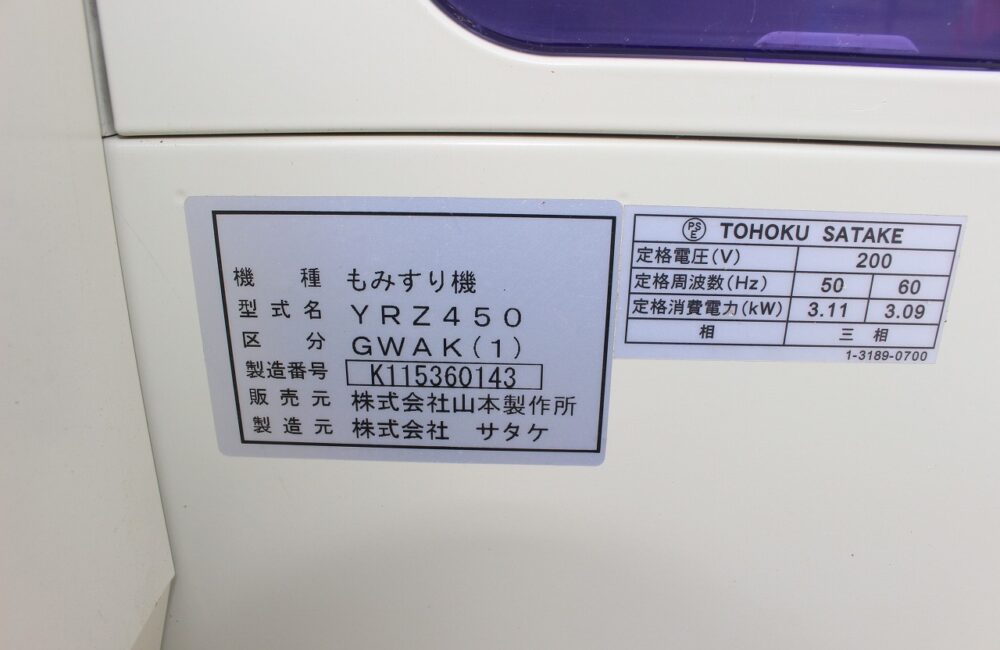 機種 もみすり機
型式名 YRZ450
区分 GWAK(1)
製造番号 K115360143
販売元 株式会社山本製作所
製造元 株式会社 サタケ
PSE TOHOKU SATAKE
定格電圧(V) 200
定格周波数(Hz) 50 60
定格消費電力(kW) 3.11 3.09
相 三相
1-3189-0700